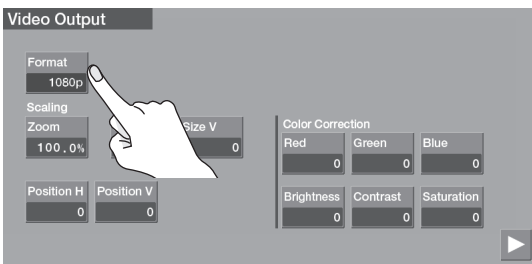 Video Output
Format
1080p
Scaling
Zoom
100.0%
Size V
0
Position H
0
Position V
0
Color Correction
Red
0
Green
0
Blue
0
Brightness
0
Contrast
0
Saturation
0